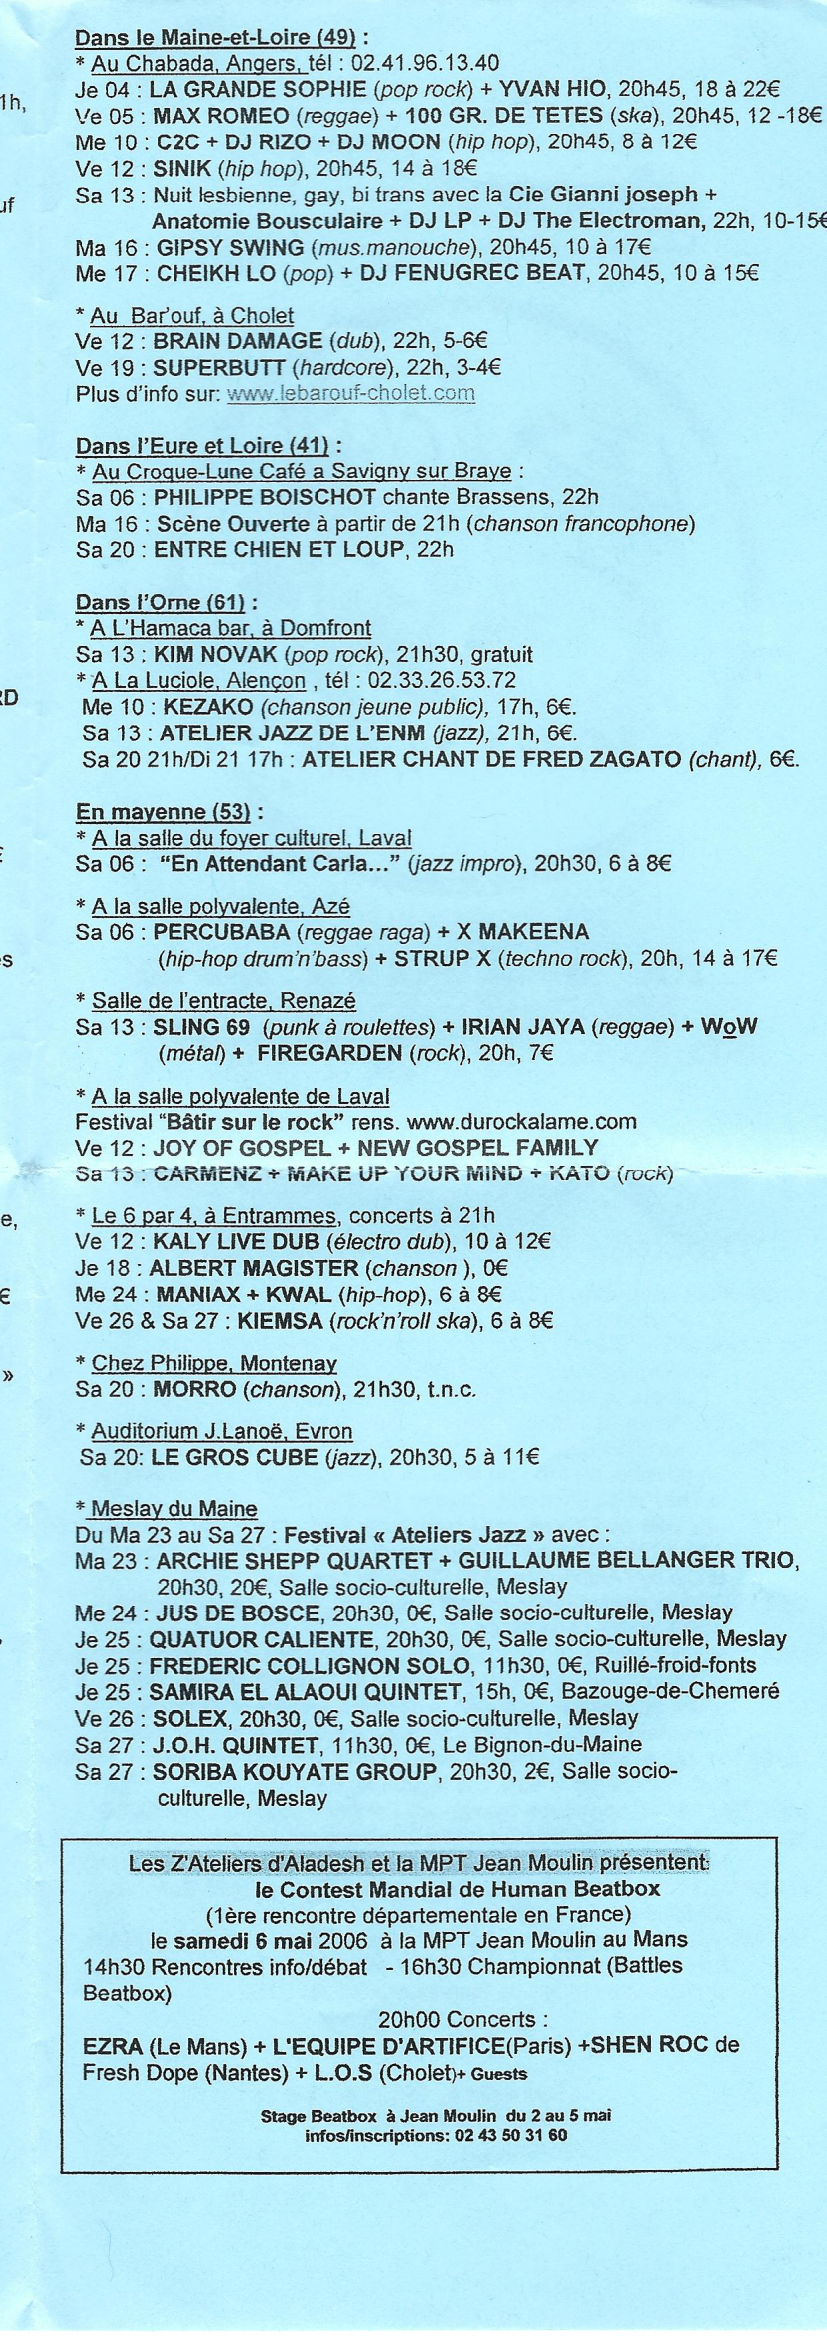 Dans le Maine-et-Loire (49) :
* Au Chabada, Angers, tél : 02.41.96.13.40
Je 04 : LA GRANDE SOPHIE (pop rock) + YVAN HIO, 20h45, 18 à 22€
Ve 05 : MAX ROMEO (reggae) + 100 GR. DE TETES (ska), 20h45, 12 -18€
Me 10 : C2C + DJ RIZO + DJ MOON (hip hop), 20h45, 8 à 12€
Ve 12 : SINIK (hip hop), 20h45, 14 à 18€
Sa 13 : Nuit lesbienne, gay, bi trans avec la Cie Gianni joseph +
Anatomie Bousculaire + DJ LP + DJ The Electroman, 22h, 10-15€
Ma 16 : GIPSY SWING (mus.manouche), 20h45, 10 à 17€
Me 17 : CHEIKH LO (pop) + DJ FENUGREC BEAT, 20h45, 10 à 15€
* Au Bar'ouf, à Cholet
Ve 12 : BRAIN DAMAGE (dub), 22h, 5-6€
Ve 19 : SUPERBUTT (hardcore), 22h, 3-4€
Plus d'info sur: www.lebarouf-cholet.com
Dans l'Eure et Loire (41) :
* Au Croque-Lune Café a Savigny sur Braye :
Sa 06 : PHILIPPE BOISCHOT chante Brassens, 22h
Ma 16 : Scène Ouverte à partir de 21h (chanson francophone)
Sa 20 : ENTRE CHIEN ET LOUP, 22h
Dans l'Orne (61) :
* A L'Hamaca bar, à Domfront
Sa 13 : KIM NOVAK (pop rock), 21h30, gratuit
* A La Luciole, Alençon , tél : 02.33.26.53.72
Me 10 : KEZAKO (chanson jeune public), 17h, 6€.
Sa 13 : ATELIER JAZZ DE L'ENM (jazz), 21h, 6€.
Sa 20 21h/Di 21 17h : ATELIER CHANT DE FRED ZAGATO (chant), 6€.
En mayenne (53) :
* A la salle du foyer culturel, Laval
Sa 06 : “En Attendant Carla...” (jazz impro), 20h30, 6 à 8€
* A la salle polyvalente, Azé
Sa 06 : PERCUBABA (reggae raga) + X MAKEENA
(hip-hop drum'n'bass) + STRUP X (techno rock), 20h, 14 à 17€
* Salle de l'entracte, Renazé
Sa 13 : SLING 69 (punk à roulettes) + IRIAN JAYA (reggae) + WoW
(métal) + FIREGARDEN (rock), 20h, 7€
* A la salle polyvalente de Laval
Festival “Bâtir sur le rock” rens. www.durockalame.com
Ve 12 : JOY OF GOSPEL + NEW GOSPEL FAMILY
Sa 13 : CARMENZ + MAKE UP YOUR MIND + KATO (rock)
* Le 6 par 4, à Entrammes, concerts à 21h
Ve 12 : KALY LIVE DUB (électro dub), 10 à 12€
Je 18 : ALBERT MAGISTER (chanson ), 0€
Me 24 : MANIAX + KWAL (hip-hop), 6 à 8€
Ve 26 & Sa 27 : KIEMSA (rock'n'roll ska), 6 à 8€
* Chez Philippe, Montenay
Sa 20 : MORRO (chanson), 21h30, t.n.c.
* Auditorium J.Lanoë, Evron
Sa 20: LE GROS CUBE (jazz), 20h30, 5 à 11€
* Meslay du Maine
Du Ma 23 au Sa 27 : Festival « Ateliers Jazz » avec :
Ma 23 : ARCHIE SHEPP QUARTET + GUILLAUME BELLANGER TRIO,
20h30, 20€, Salle socio-culturelle, Meslay
Me 24 : JUS DE BOSCE, 20h30, 0€, Salle socio-culturelle, Meslay
Je 25 : QUATUOR CALIENTE, 20h30, 0€, Salle socio-culturelle, Meslay
Je 25 : FREDERIC COLLIGNON SOLO, 11h30, 0€, Ruillé-froid-fonts
Je 25 : SAMIRA EL ALAOUI QUINTET, 15h, 0€, Bazouge-de-Chemeré
Ve 26 : SOLEX, 20h30, 0€, Salle socio-culturelle, Meslay
Sa 27 : J.O.H. QUINTET, 11h30, 0€, Le Bignon-du-Maine
Sa 27 : SORIBA KOUYATE GROUP, 20h30, 2€, Salle socio-
culturelle, Meslay
Les Z'Ateliers d'Aladesh et la MPT Jean Moulin présentent:
le Contest Mandial de Human Beatbox
(1ère rencontre départementale en France)
le samedi 6 mai 2006 à la MPT Jean Moulin au Mans
14h30 Rencontres info/débat - 16h30 Championnat (Battles
Beatbox)
20h00 Concerts :
EZRA (Le Mans) + L'EQUIPE D'ARTIFICE(Paris) +SHEN ROC de
Fresh Dope (Nantes) + L.O.S (Cholet)+ Guests
Stage Beatbox à Jean Moulin du 2 au 5 mai
infos/inscriptions: 02 43 50 31 60